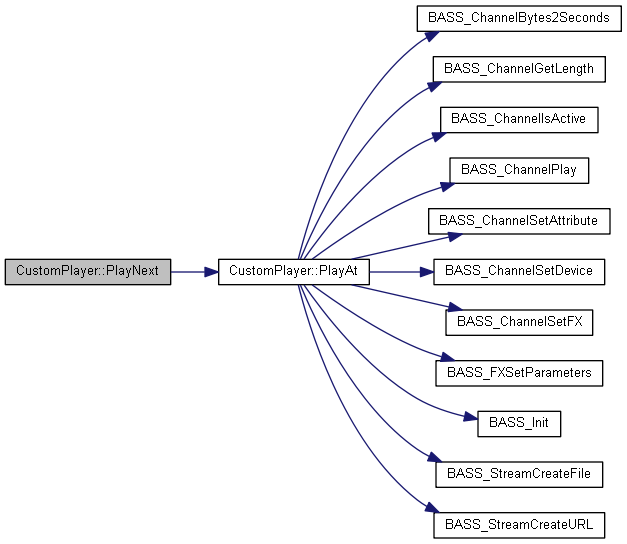 BASS_ChannelBytes2Seconds
BASS_ChannelGetLength
BASS_ChannelIsActive
BASS_ChannelPlay
BASS_ChannelSetAttribute
CustomPlayer::PlayNext
CustomPlayer::PlayAt
BASS_ChannelSetDevice
BASS_ChannelSetFX
BASS_FXSetParameters
BASS_Init
BASS_StreamCreateFile
BASS_StreamCreateURL